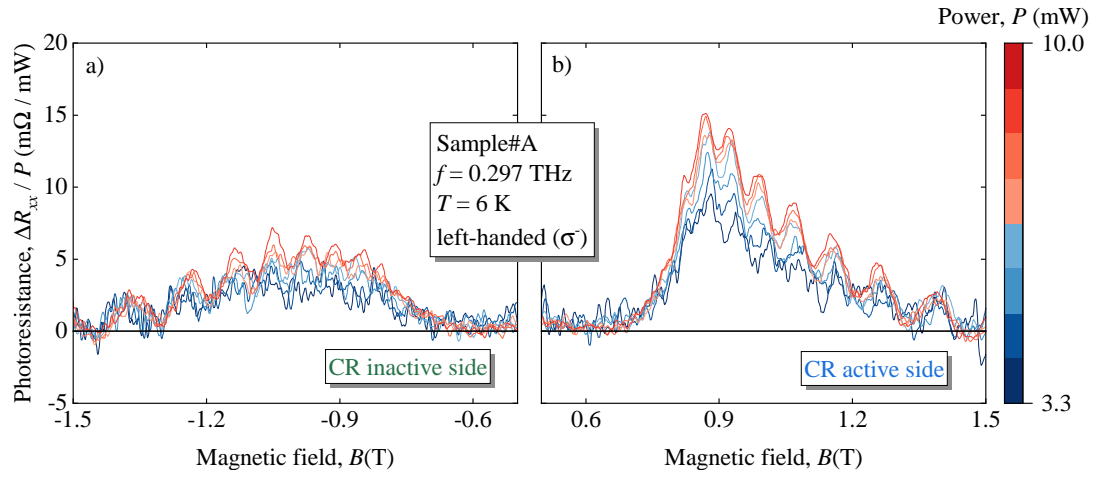 Power, P (mW)
10.0
3.3
Photoresistance, ΔRxx / P (mΩ / mW)
20
15
10
5
0
-5
a)
b)
Sample#A
f = 0.297 THz
T = 6 K
left-handed (σ-)
CR inactive side
CR active side
-1.5 -1.2 -0.9 -0.6
0.6 0.9 1.2 1.5
Magnetic field, B(T)
Magnetic field, B(T)